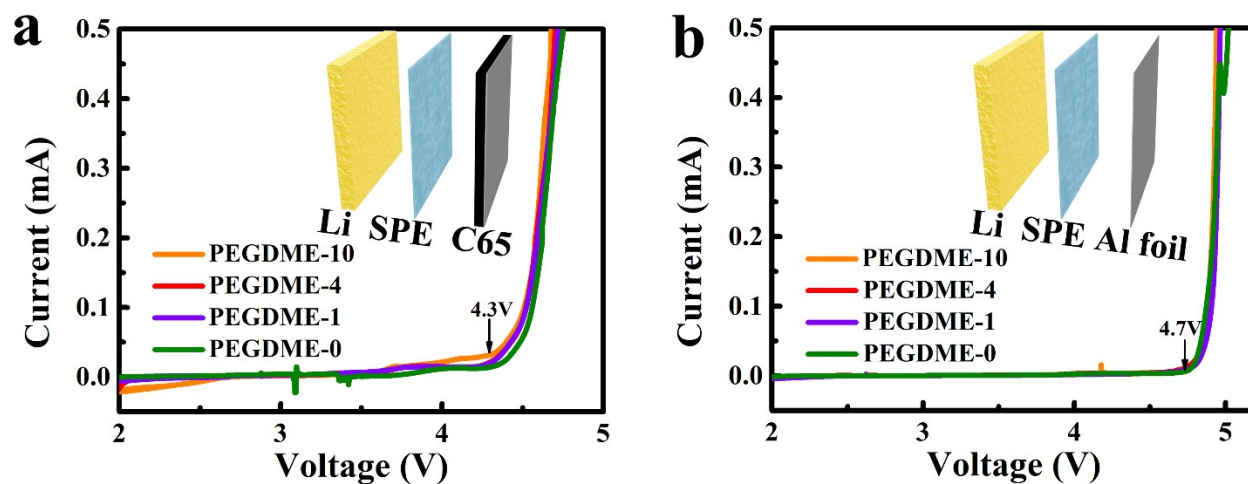 a
Current (mA)
0.5
0.4
0.3
0.2
0.1
0.0
Li SPE C65
PEGDME-10
PEGDME-4
PEGDME-1
PEGDME-0
4.3V
2 3 4 5
Voltage (V)
b
Current (mA)
0.5
0.4
0.3
0.2
0.1
0.0
Li SPE Al foil
PEGDME-10
PEGDME-4
PEGDME-1
PEGDME-0
4.7V
2 3 4 5
Voltage (V)